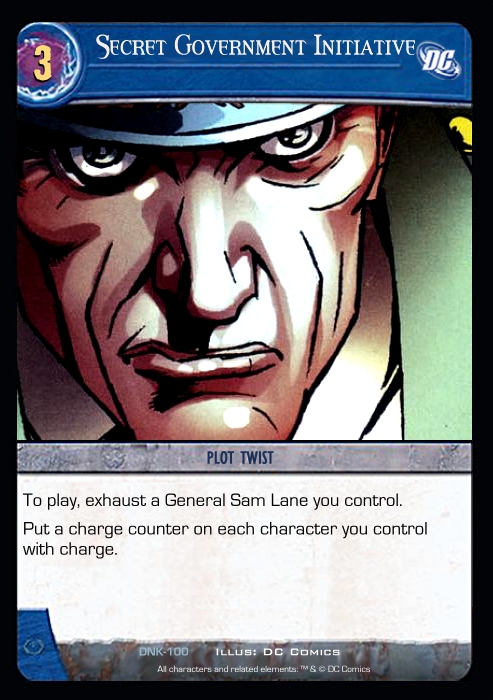 3
Secret Government Initiative
DC
PLOT TWIST
To play, exhaust a General Sam Lane you control.
Put a charge counter on each character you control
with charge.
DNK-100 Illus: DC Comics
All characters and related elements: ™ & © DC Comics